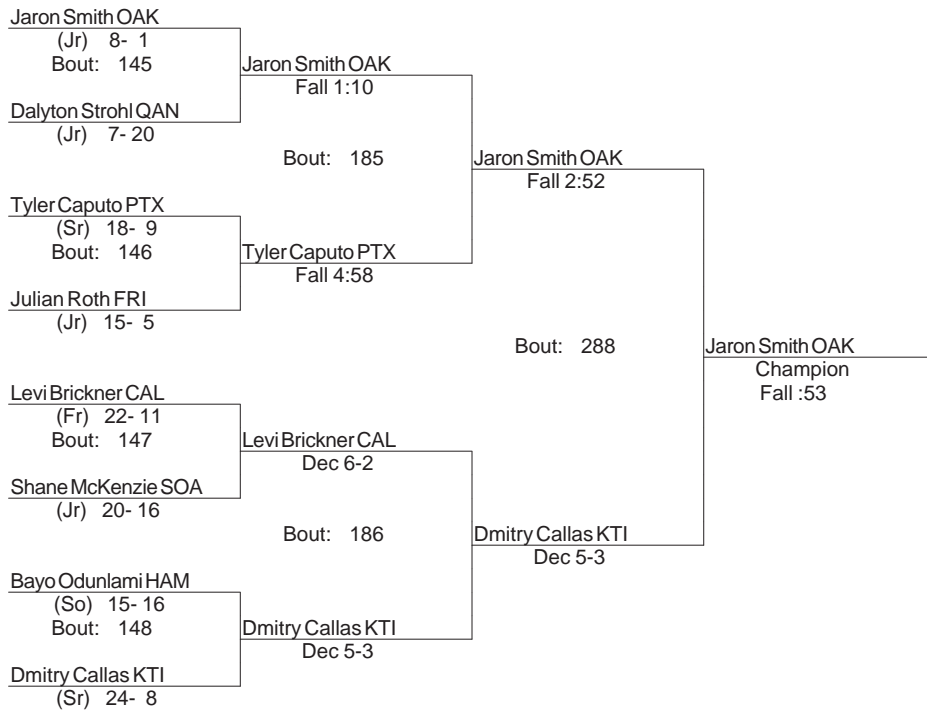 Jaron Smith OAK
(Jr) 8- 1
Bout: 145
Jaron Smith OAK
Fall 1:10
Dalyton Strohl QAN
(Jr) 7- 20
Bout: 185
Jaron Smith OAK
Fall 2:52
Tyler Caputo PTX
(Sr) 18- 9
Bout: 146
Tyler Caputo PTX
Fall 4:58
Julian Roth FRI
(Jr) 15- 5
Bout: 288
Jaron Smith OAK
Champion
Fall :53
Levi Brickner CAL
(Fr) 22- 11
Bout: 147
Levi Brickner CAL
Dec 6-2
Shane McKenzie SOA
(Jr) 20- 16
Bout: 186
Dmitry Callas KTI
Dec 5-3
Bayo Odunlami HAM
(So) 15- 16
Bout: 148
Dmitry Callas KTI
Dec 5-3
Dmitry Callas KTI
(Sr) 24- 8